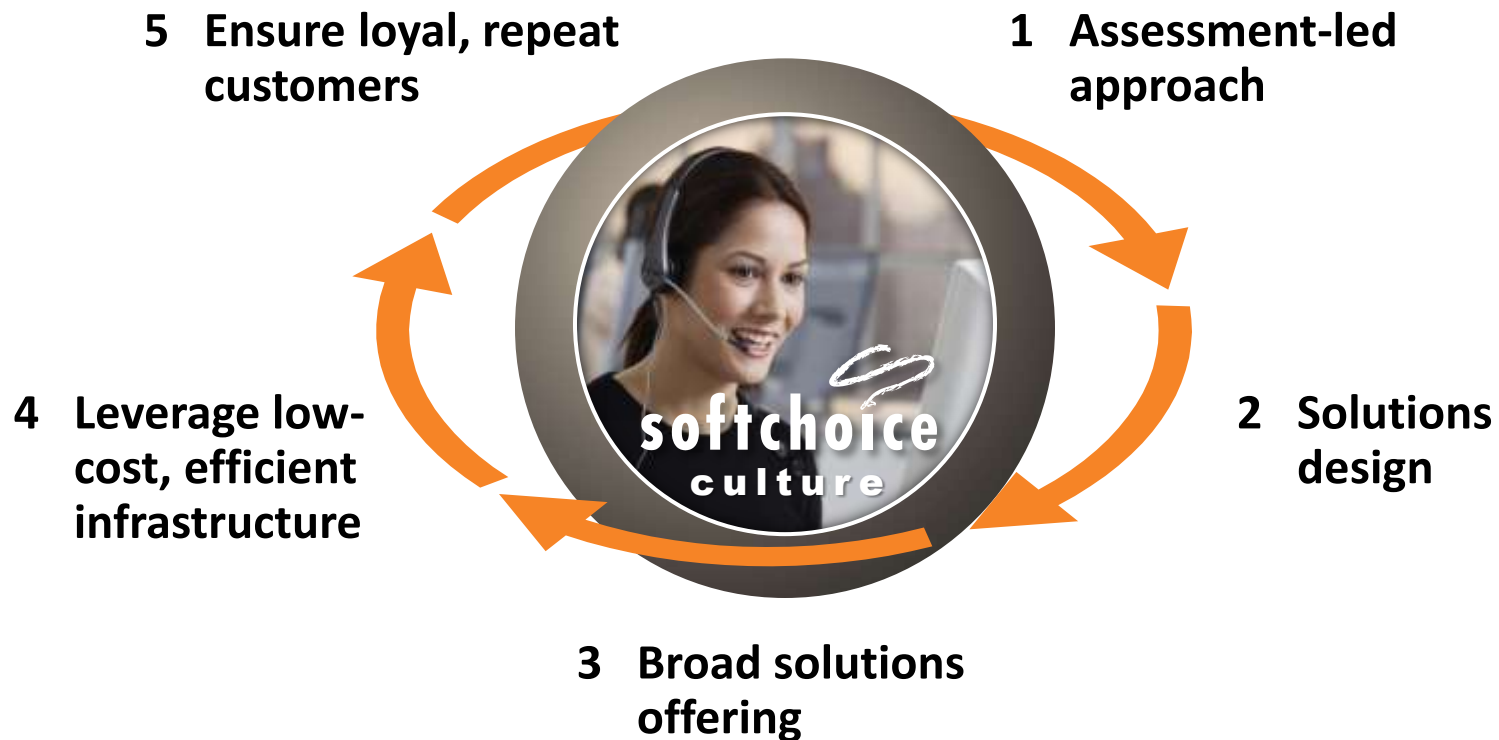 5 Ensure loyal, repeat
customers
1 Assessment-led
approach
softchoice
culture
4 Leverage low-
cost, efficient
infrastructure
2 Solutions
design
3 Broad solutions
offering